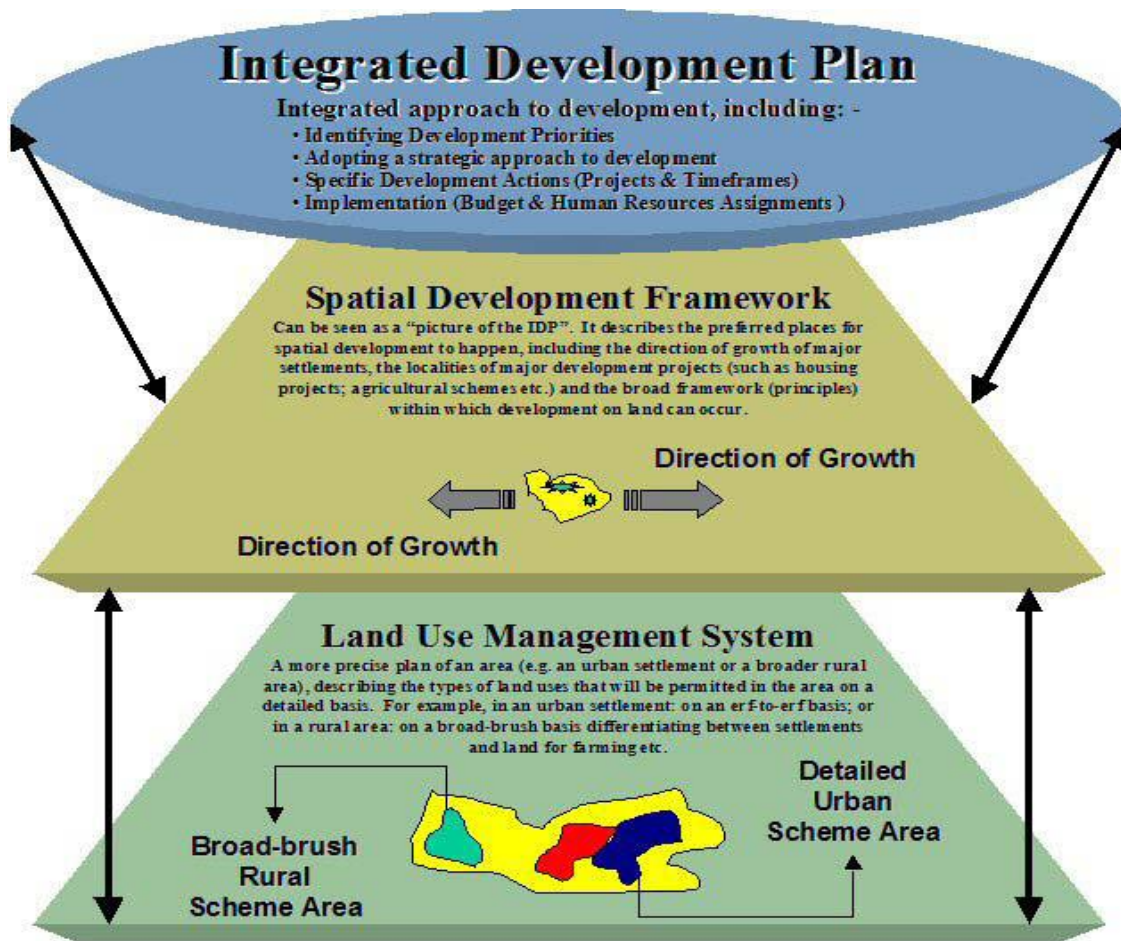 Integrated Development Plan
Integrated approach to development, including: -
• Identifying Development Priorities
• Adopting a strategic approach to development
• Specific Development Actions (Projects & Timeframes)
• Implementation (Budget & Human Resources Assignments )
Spatial Development Framework
Can be seen as a “picture of the IDP”. It describes the preferred places for
spatial development to happen, including the direction of growth of major
settlements, the localities of major development projects (such as housing
projects; agricultural schemes etc.) and the broad framework (principles)
within which development on land can occur.
Direction of Growth
Direction of Growth
Land Use Management System
A more precise plan of an area (e.g. an urban settlement or a broader rural
area), describing the types of land uses that will be permitted in the area on a
detailed basis. For example, in an urban settlement: on an erf-to-erf basis; or
in a rural area: on a broad-brush basis differentiating between settlements
and land for farming etc.
Detailed
Urban
Scheme Area
Broad-brush
Rural
Scheme Area